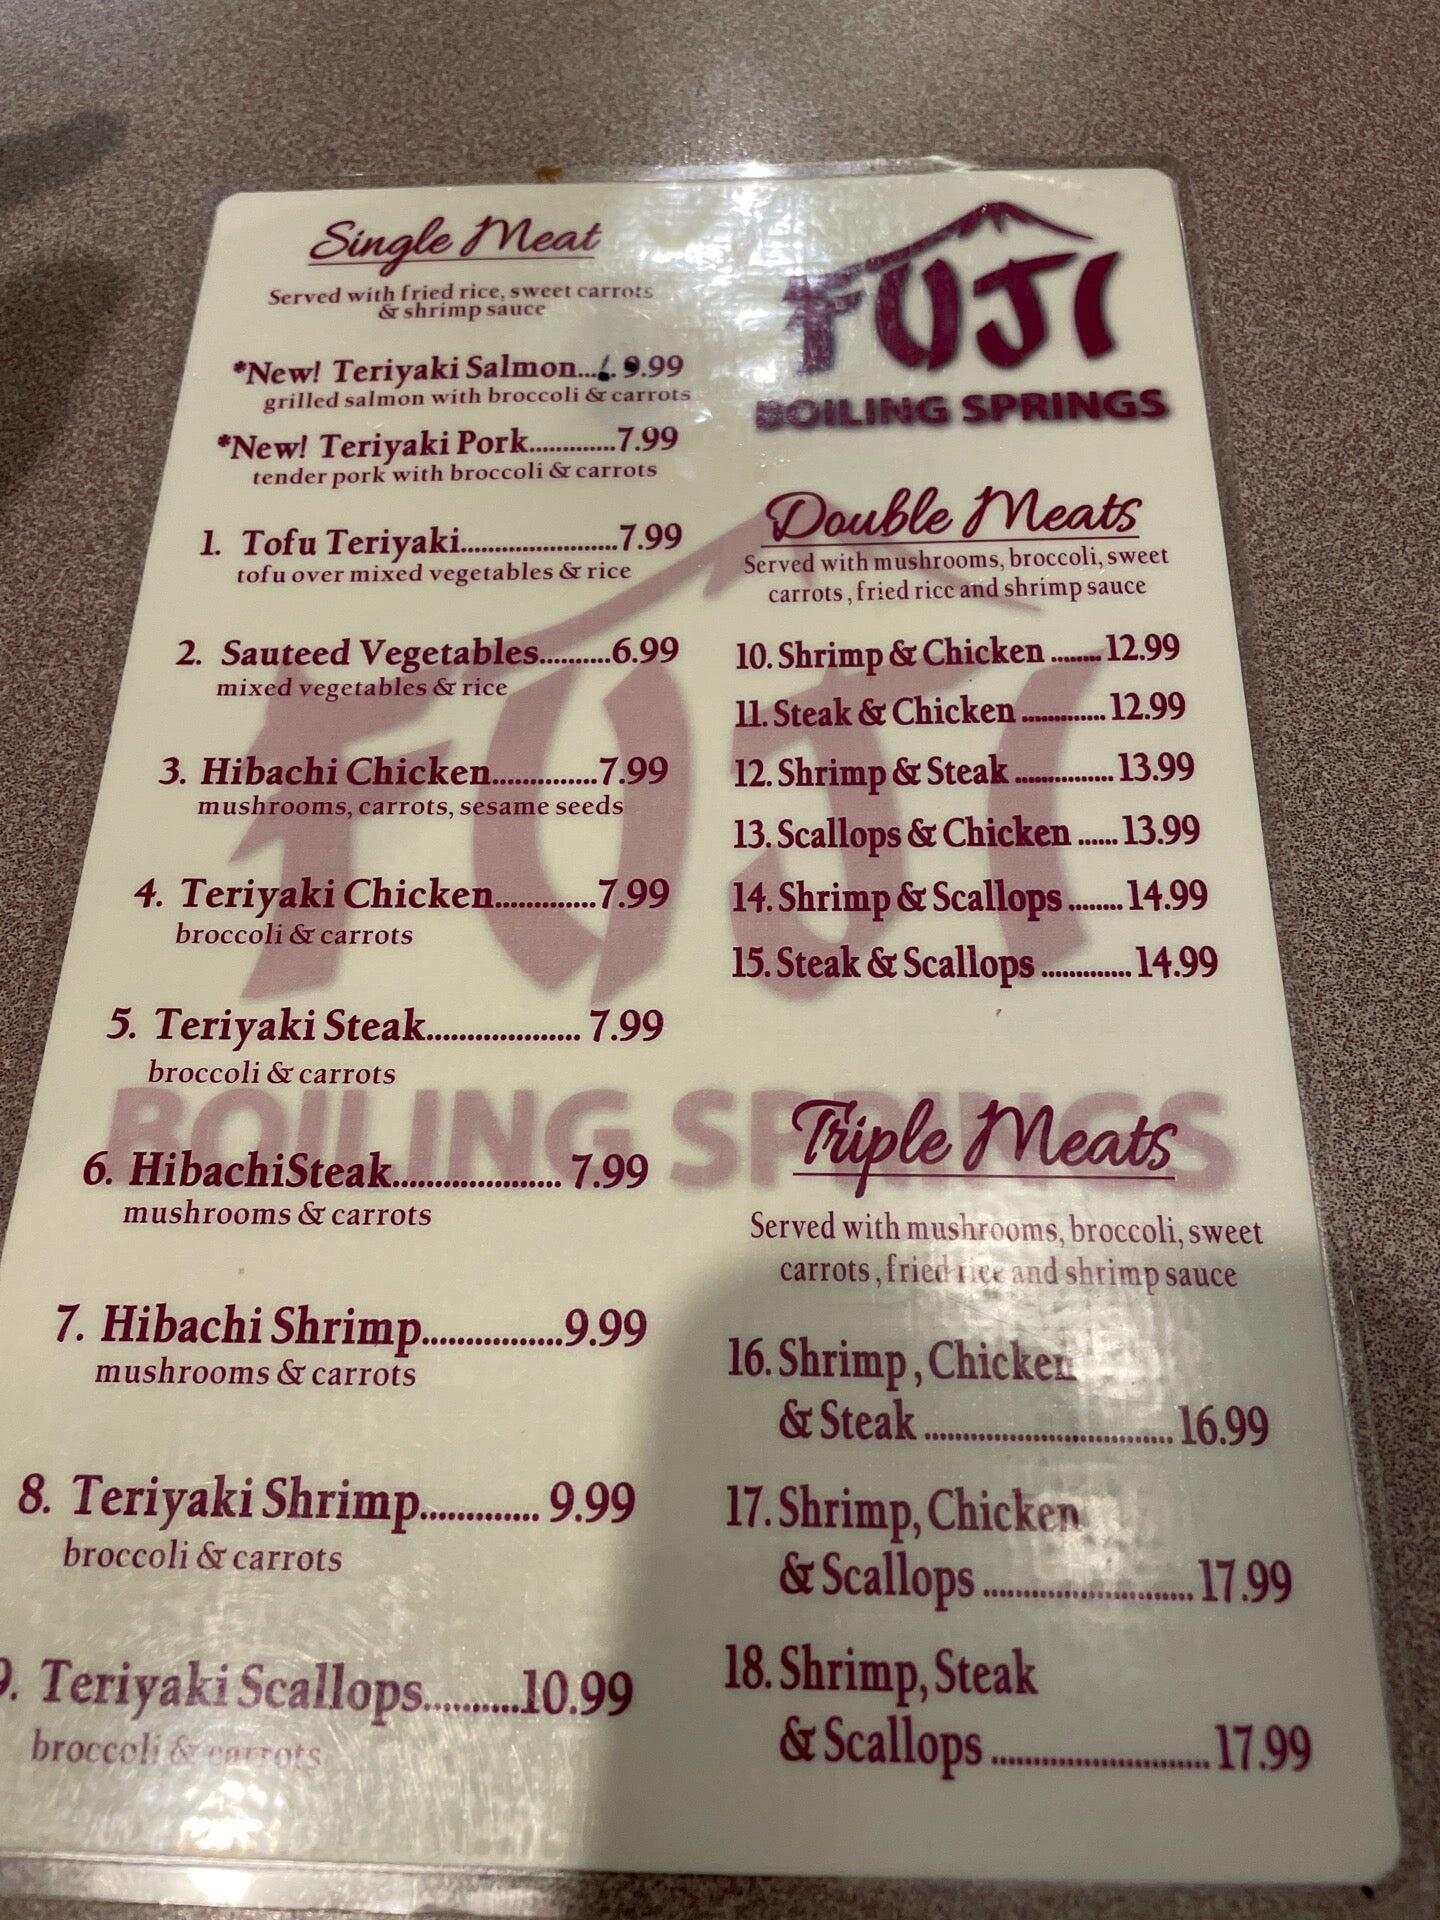 Single Meat
Served with fried rice, sweet carrots
& shrimp sauce
*New! Teriyaki Salmon... 9.99
grilled salmon with broccoli & carrots
*New! Teriyaki Pork.............7.99
tender pork with broccoli & carrots
1. Tofu Teriyaki.......................7.99
tofu over mixed vegetables & rice
2. Sauteed Vegetables..........6.99
mixed vegetables & rice
3. Hibachi Chicken..............7.99
mushrooms, carrots, sesame seeds
4. Teriyaki Chicken.............7.99
broccoli & carrots
5. Teriyaki Steak.................... 7.99
broccoli & carrots
6. HibachiSteak..................... 7.99
mushrooms & carrots
7. Hibachi Shrimp...............9.99
mushrooms & carrots
8. Teriyaki Shrimp............ 9.99
broccoli & carrots
9. Teriyaki Scallops..........10.99
broccoli & carrots
FUJI
BOILING SPRINGS
Double Meats
Served with mushrooms, broccoli, sweet
carrots , fried rice and shrimp sauce
10. Shrimp & Chicken ........ 12.99
11. Steak & Chicken .............. 12.99
12. Shrimp & Steak ............... 13.99
13. Scallops & Chicken ...... 13.99
14. Shrimp & Scallops ........ 14.99
15. Steak & Scallops .............. 14.99
Triple Meats
Served with mushrooms, broccoli, sweet
carrots , fried rice and shrimp sauce
16. Shrimp , Chicken
& Steak ................................. 16.99
17. Shrimp, Chicken
& Scallops ........................... 17.99
18. Shrimp, Steak
& Scallops ............................ 17.99
FUJI
BOILING SPRINGS